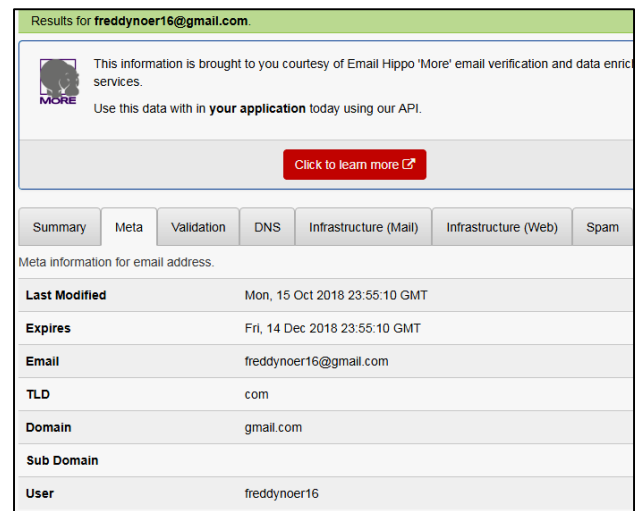 Results for freddynoer16@gmail.com.
This information is brought to you courtesy of Email Hippo 'More' email verification and data
services.
MORE
Use this data with in your application today using our API.
Click to learn more
Summary Meta Validation DNS Infrastructure (Mail) Infrastructure (Web) Spam
Meta information for email address.
Last Modified Mon, 15 Oct 2018 23:55:10 GMT
Expires Fri, 14 Dec 2018 23:55:10 GMT
Email freddynoer16@gmail.com
TLD com
Domain gmail.com
Sub Domain
User freddynoer16